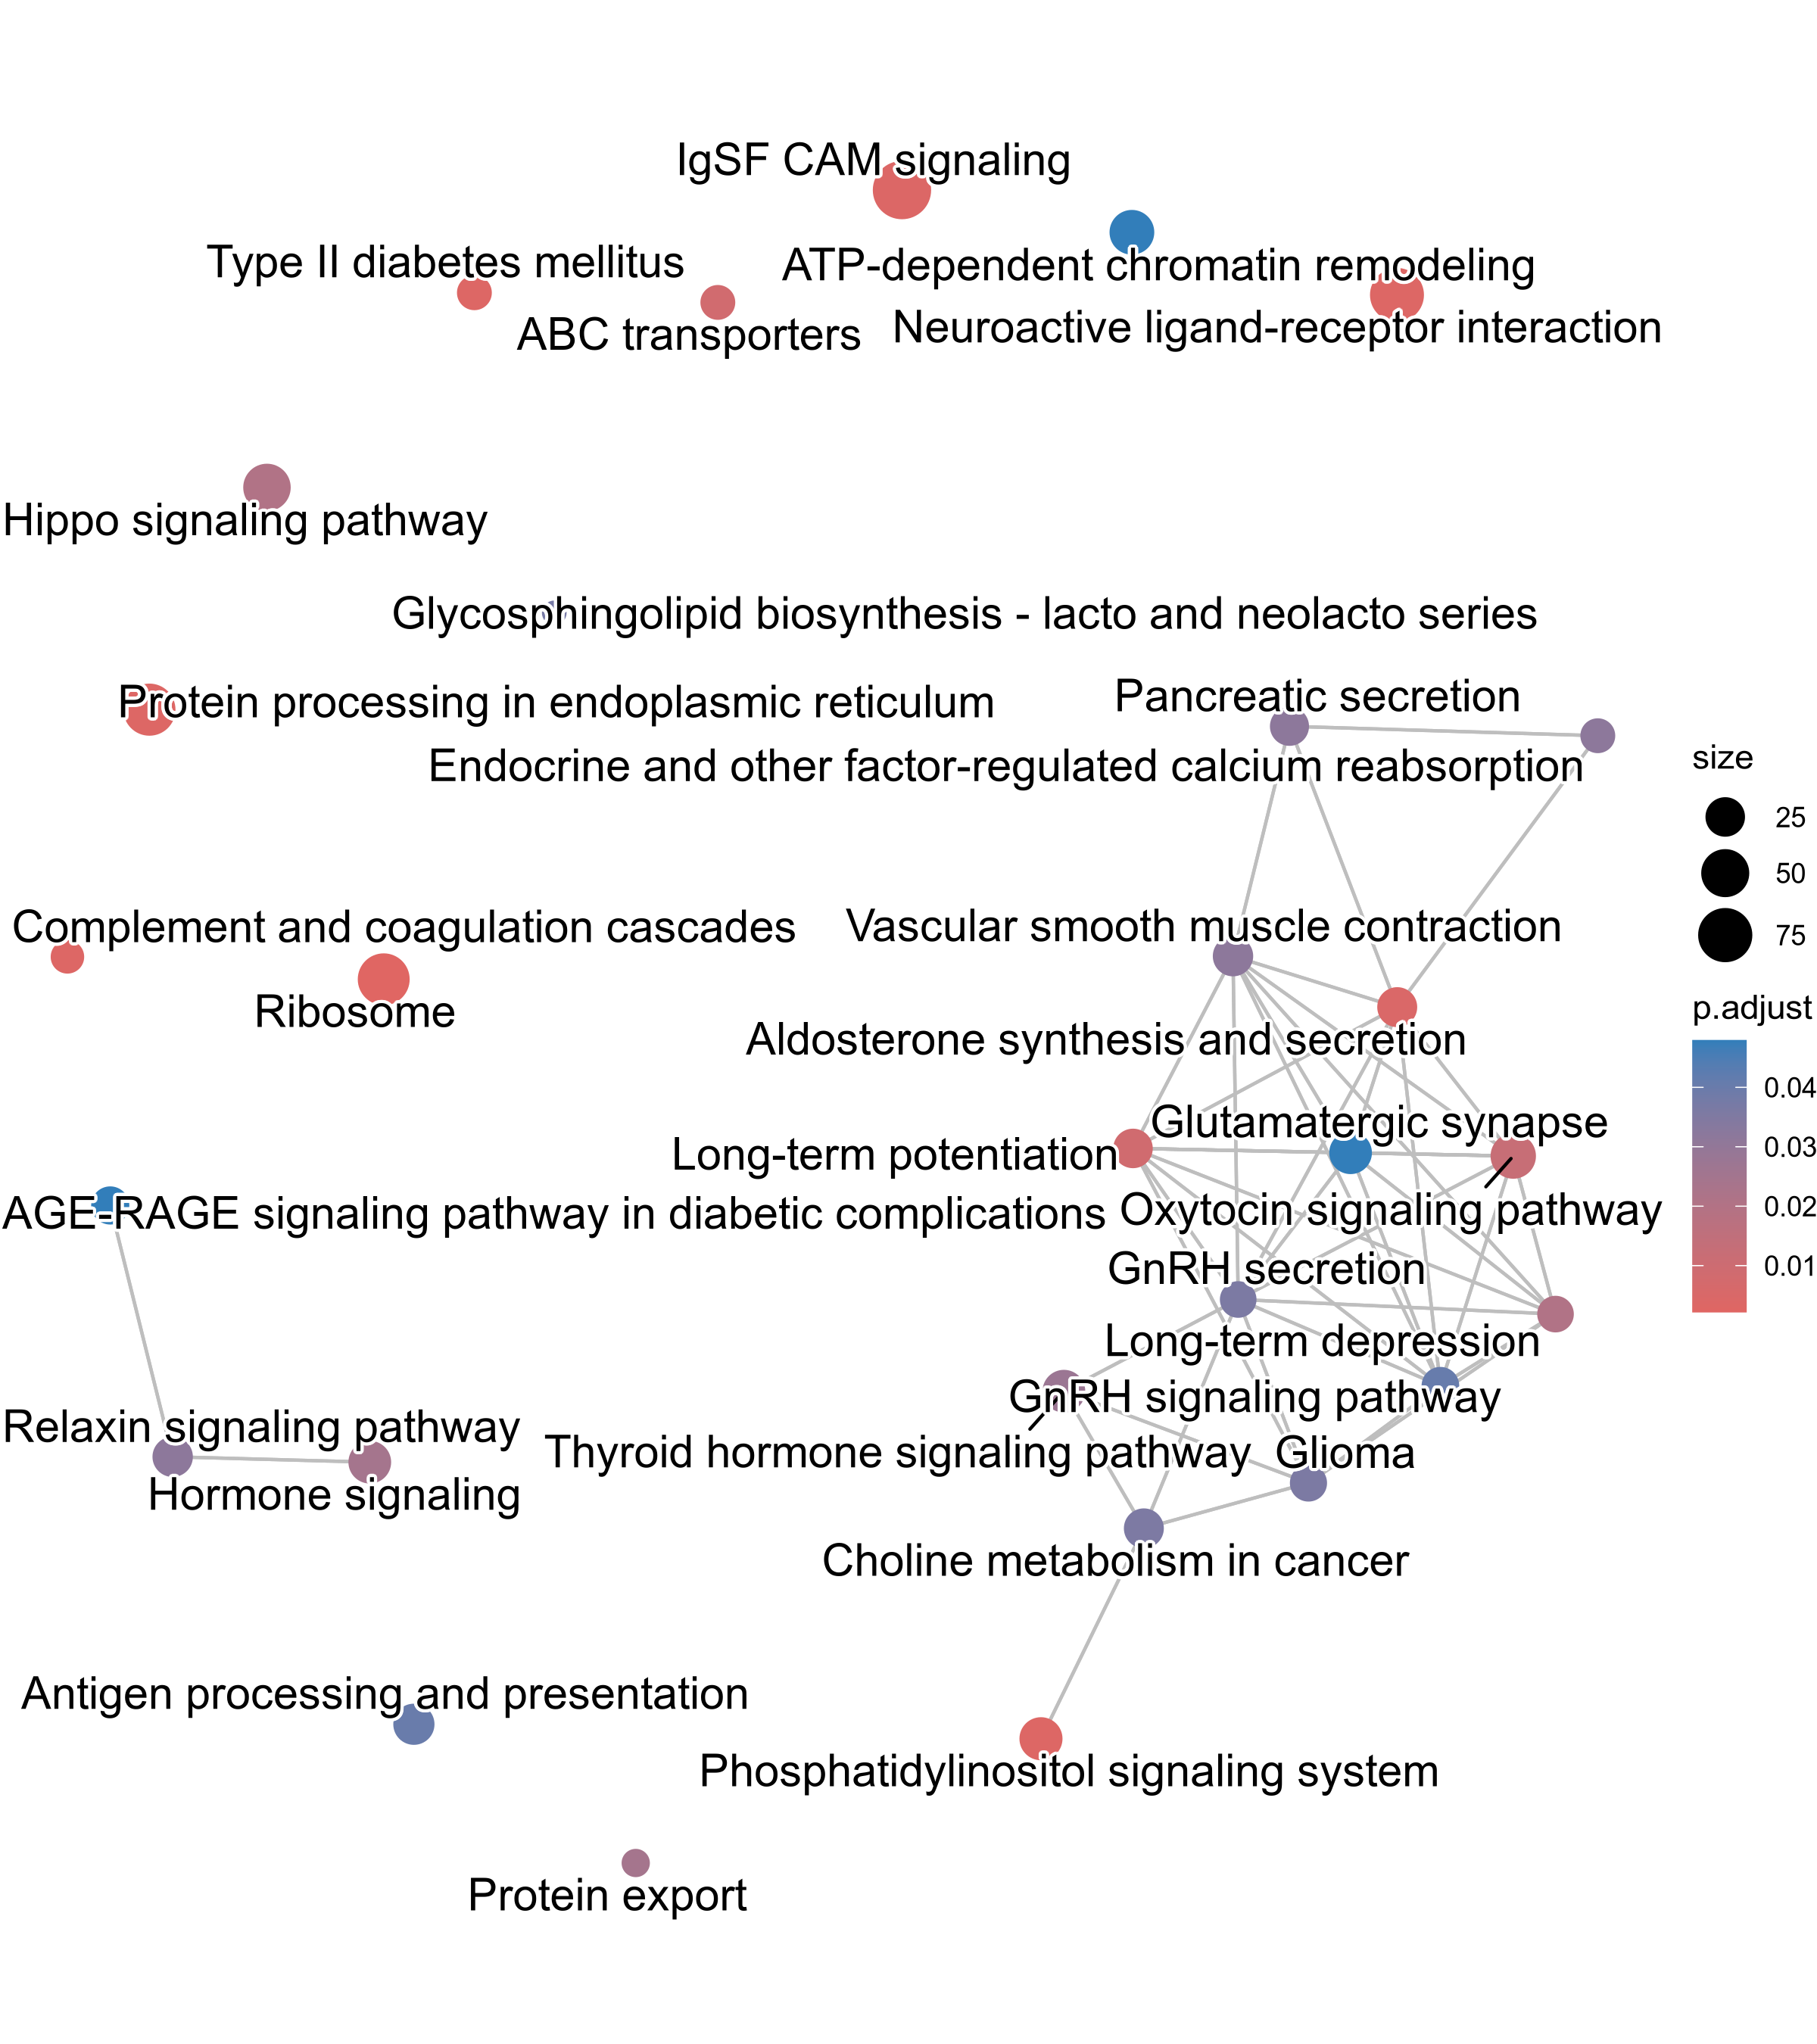 IgSF CAM signaling
Type II diabetes mellitus
ATP-dependent chromatin remodeling
ABC transporters
Neuroactive ligand-receptor interaction
Hippo signaling pathway
Glycosphingolipid biosynthesis - lacto and neolacto series
Protein processing in endoplasmic reticulum
Pancreatic secretion
Endocrine and other factor-regulated calcium reabsorption
Complement and coagulation cascades
Vascular smooth muscle contraction
Ribosome
Aldosterone synthesis and secretion
Glutamatergic synapse
Long-term potentiation
AGE-RAGE signaling pathway in diabetic complications
Oxytocin signaling pathway
GnRH secretion
Long-term depression
GnRH signaling pathway
Relaxin signaling pathway
Thyroid hormone signaling pathway
Glioma
Hormone signaling
Choline metabolism in cancer
Antigen processing and presentation
Phosphatidylinositol signaling system
Protein export
size
25
50
75
p.adjust
0.04
0.03
0.02
0.01